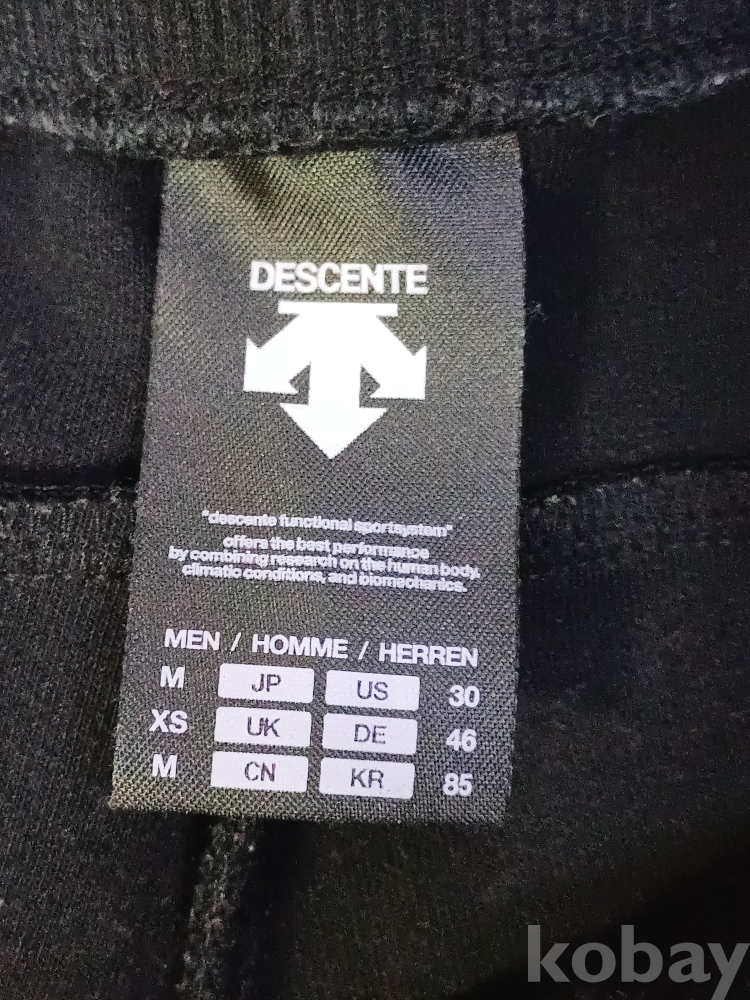 DESCENTE
"descente functional sportsystem"
offers the best performance
by combining research on the human body,
climatic conditions, and biomechanics.
MEN / HOMME / HERREN
M JP US 30
XS UK DE 46
M CN KR 85
kobay